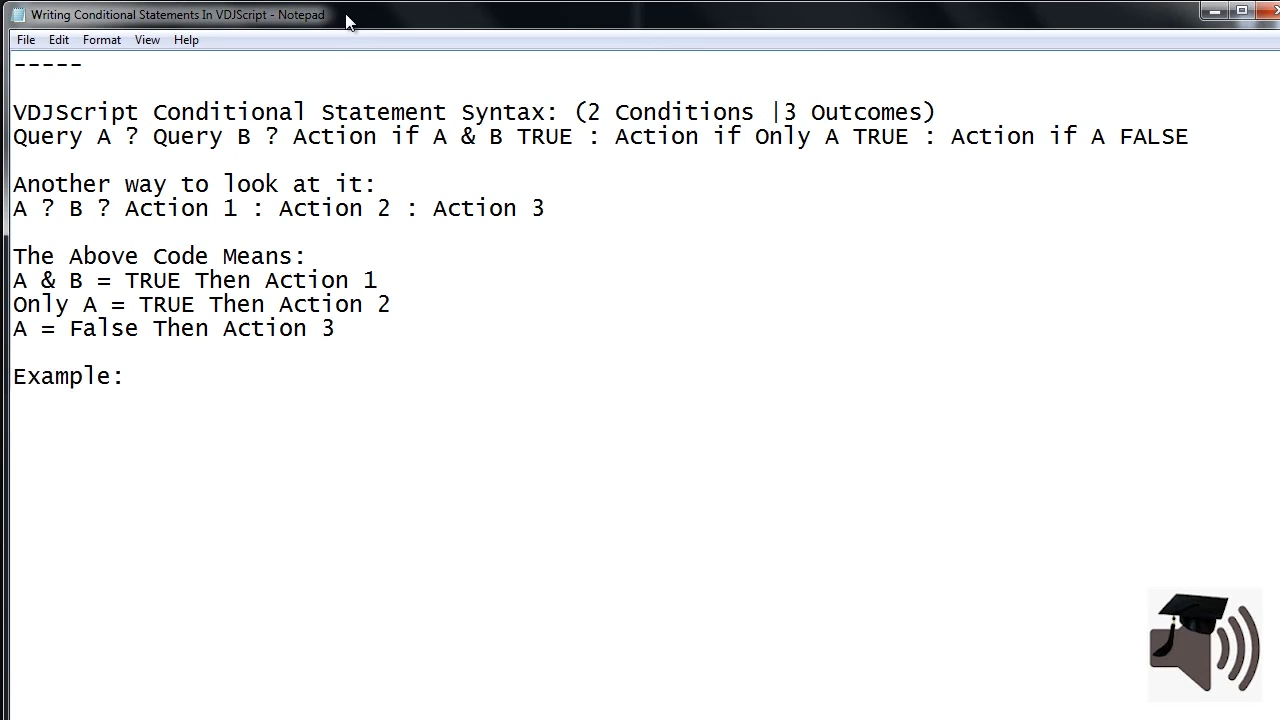 Writing Conditional Statements In VDJScript - Notepad
File Edit Format View Help
-----
VDJScript Conditional Statement Syntax: (2 Conditions |3 Outcomes)
Query A ? Query B ? Action if A & B TRUE : Action if Only A TRUE : Action if A FALSE
Another way to look at it:
A ? B ? Action 1 : Action 2 : Action 3
The Above Code Means:
A & B = TRUE Then Action 1
Only A = TRUE Then Action 2
A = False Then Action 3
Example: